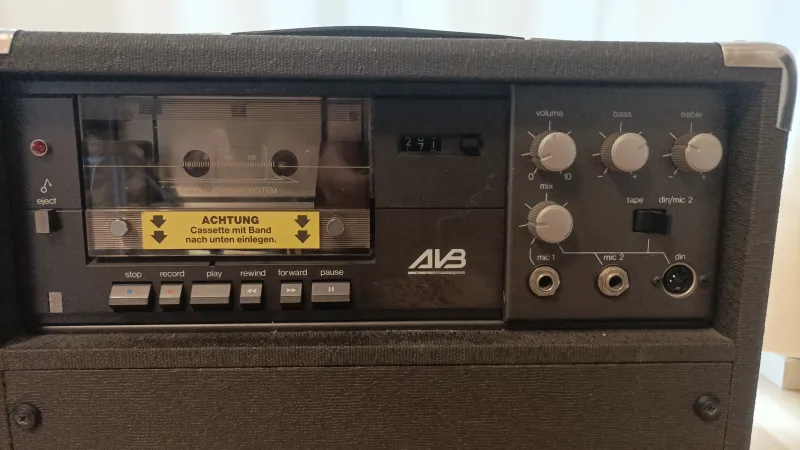 volume
bass
treble
0
10
-
+
-
+
mix
tape
din/mic 2
eject
SYSTEM
ACHTUNG
Cassette mit Band
nach unten einlegen.
AVB
mic 1
mic 2
din
stop
record
play
rewind
forward
pause